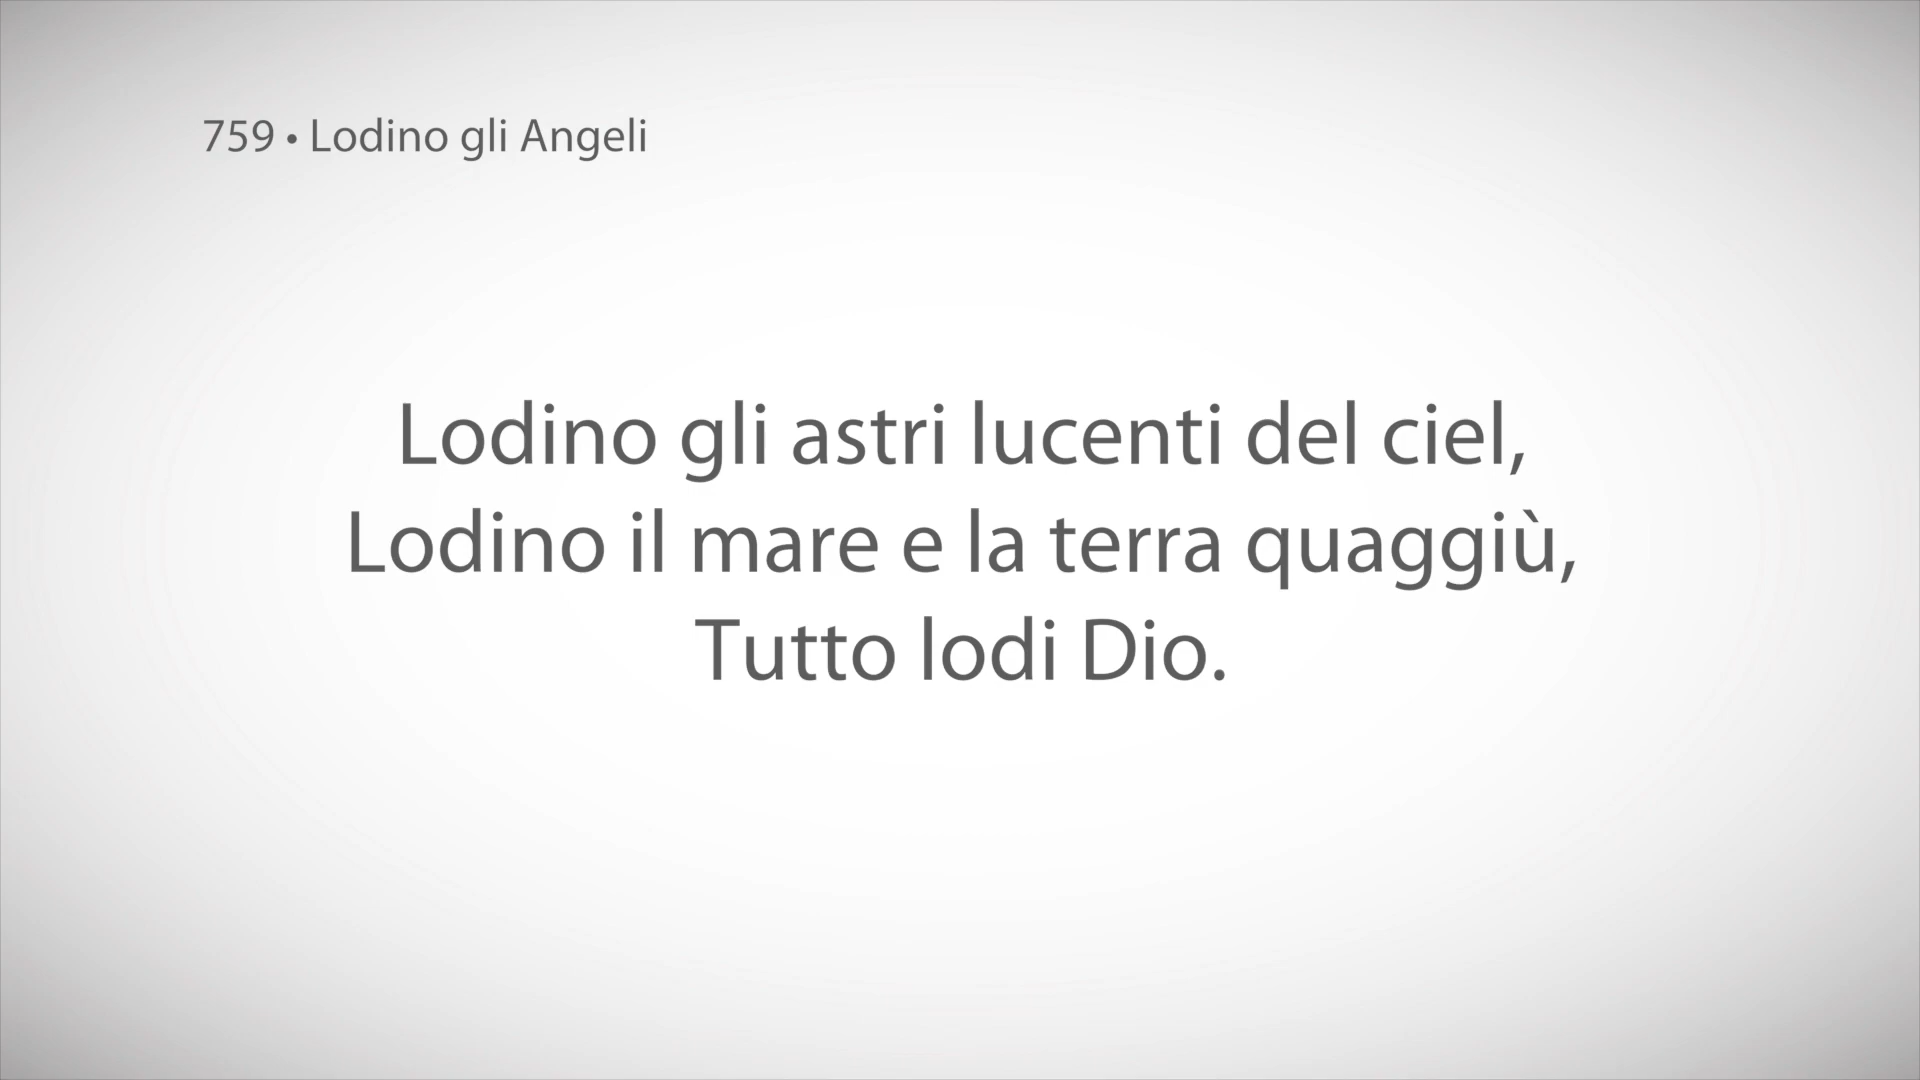 759 • Lodino gli Angeli
Lodino gli astri lucenti del ciel,
Lodino il mare e la terra quaggiù,
Tutto lodi Dio.